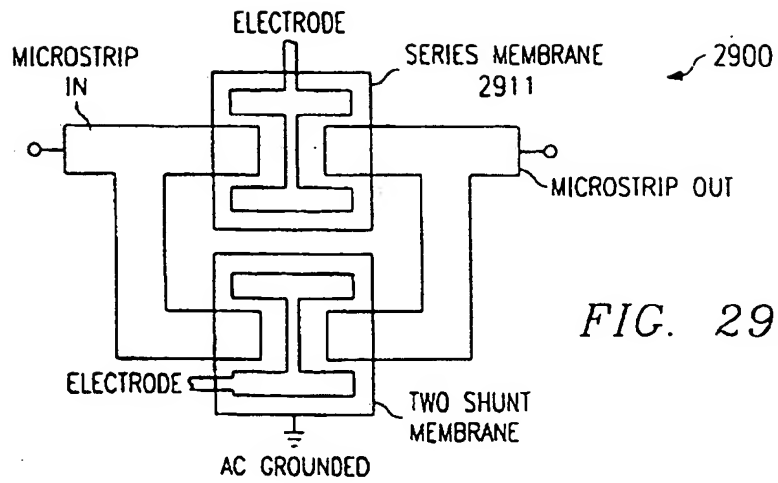 ELECTRODE
MICROSTRIP
IN
SERIES MEMBRANE
2911
2900
MICROSTRIP OUT
FIG. 29
ELECTRODE
TWO SHUNT
MEMBRANE
AC GROUNDED